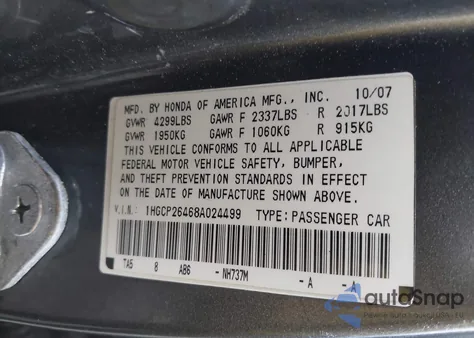 MFD. BY HONDA OF AMERICA MFG., INC. 10/07
GVWR 4299LBS GAWR F 2337LBS R 2017LBS
GVWR 1950KG GAWR F 1060KG R 915KG
THIS VEHICLE CONFORMS TO ALL APPLICABLE
FEDERAL MOTOR VEHICLE SAFETY, BUMPER,
AND THEFT PREVENTION STANDARDS IN EFFECT
ON THE DATE OF MANUFACTURE SHOWN ABOVE.
V.I.N.: 1HGCP26468A024499 TYPE: PASSENGER CAR
TA5 8 AB6 -NH737M -A -A
autoSnap